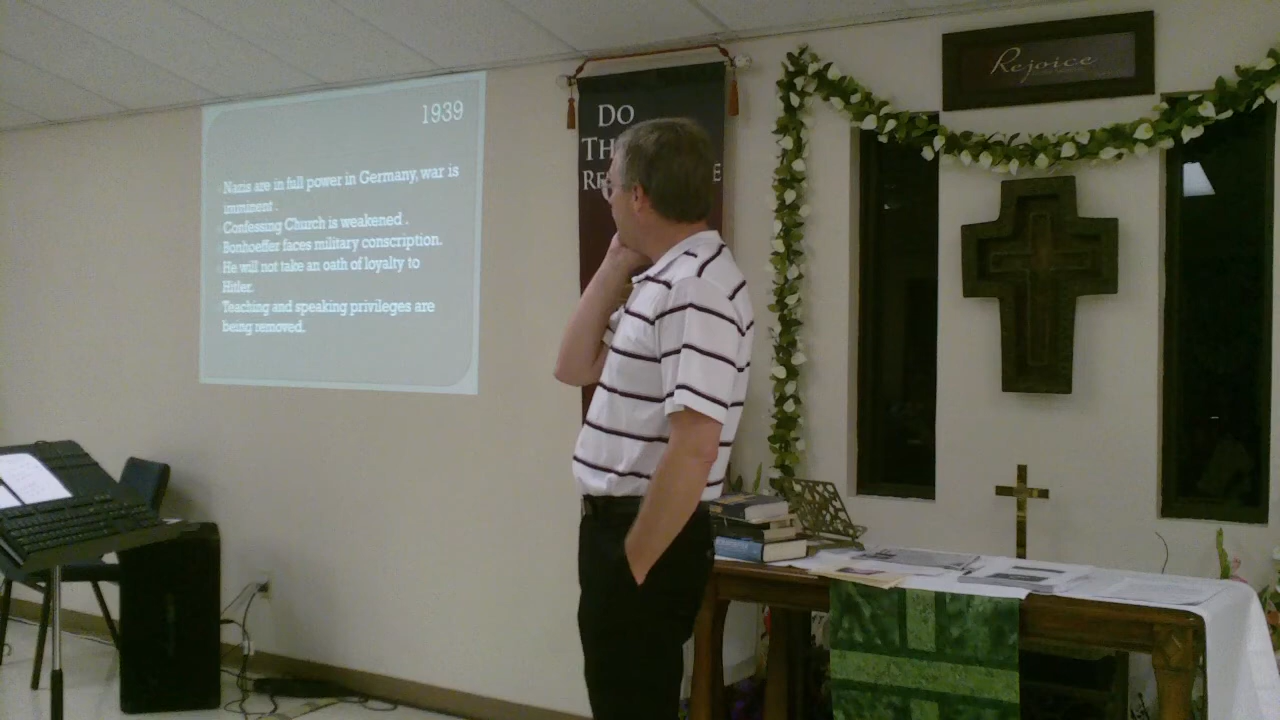 1939
Nazis are in full power in Germany, war is
imminent .
Confessing Church is weakened .
Bonhoeffer faces military conscription.
He will not take an oath of loyalty to
Hitler.
Teaching and speaking privileges are
being removed.
DO
Rejoice